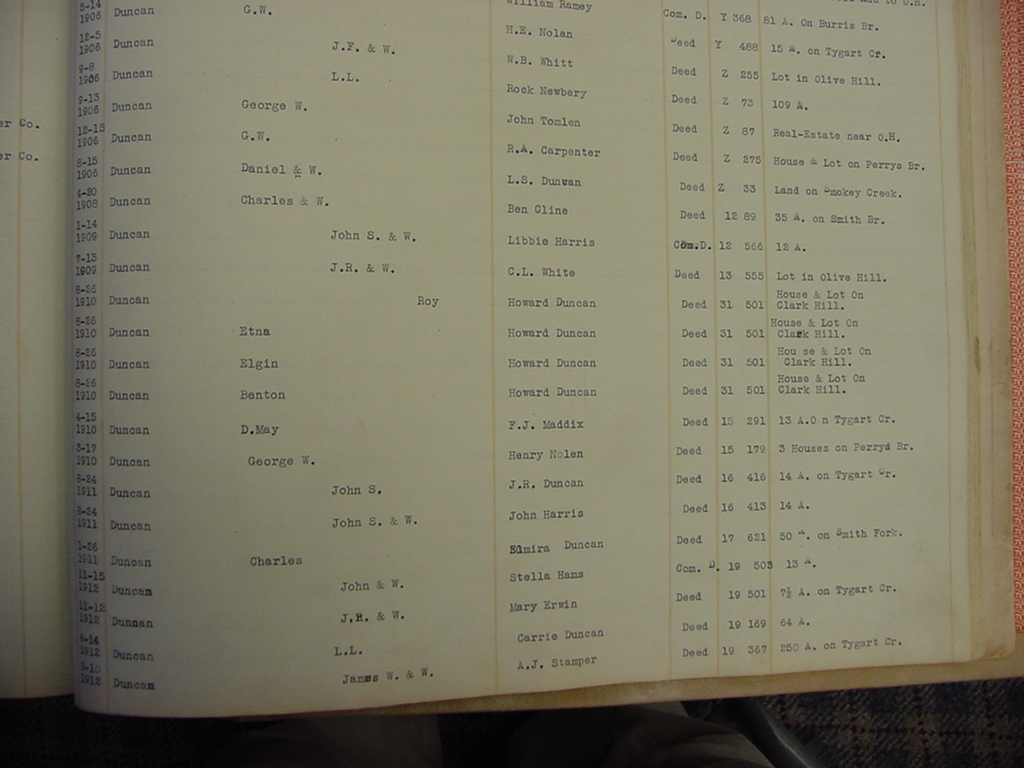 William Ramey Com. D. Y 368 81 A. On Burris Br.
5-14
1906 Duncan G.W. H.E. Nolan Deed Y 488 15 A. on Tygart Cr.
12-5
1906 Duncan J.F. & W. W.B. Whitt Deed Z 255 Lot in Olive Hill.
9-8
1906 Duncan L.L. Rock Newbery Deed Z 73 109 A.
9-13
1906 Duncan George W. John Tomlen Deed Z 87 Real-Estate near O.H.
er Co.
12-15
1906 Duncan G.W. R.A. Carpenter Deed Z 275 House & Lot on Perrys Br.
er Co.
8-15
1906 Duncan Daniel & W. L.S. Dunwan Deed Z 33 Land on Smokey Creek.
4-20
1908 Duncan Charles & W. Ben Cline Deed 12 89 35 A. on Smith Br.
1-14
1909 Duncan John S. & W. Libbie Harris Com.D. 12 566 12 A.
7-13
1909 Duncan J.R. & W. C.L. White Deed 13 555 Lot in Olive Hill.
8-26 House & Lot On
1910 Duncan Roy Howard Duncan Deed 31 501 Clark Hill.
8-26 House & Lot On
1910 Duncan Etna Howard Duncan Deed 31 501 Clark Hill.
8-26 Hou se & Lot On
1910 Duncan Elgin Howard Duncan Deed 31 501 Clark Hill.
8-26 House & Lot On
1910 Duncan Benton Howard Duncan Deed 31 501 Clark Hill.
4-15
1910 Duncan D.May F.J. Maddix Deed 15 291 13 A.O n Tygart Cr.
3-17
1910 Duncan George W. Henry Nolen Deed 15 179 3 Houses on Perryd Br.
8-24
1911 Duncan John S. J.R. Duncan Deed 16 416 14 A. on Tygart Cr.
8-24
1911 Duncan John S. & W. John Harris Deed 16 413 14 A.
1-26
1911 Duncan Charles Elmira Duncan Deed 17 621 50 A. on Smith Fork.
11-15
1912 Duncan John & W. Stella Hams Com. D. 19 503 13 A.
11-12
1912 Duncan J.H. & W. Mary Erwin Deed 19 501 7½ A. on Tygart Cr.
6-14
1912 Duncan L.L. Carrie Duncan Deed 19 169 64 A.
9-10
1912 Duncan James W. & W. A.J. Stamper Deed 19 367 250 A. on Tygart Cr.